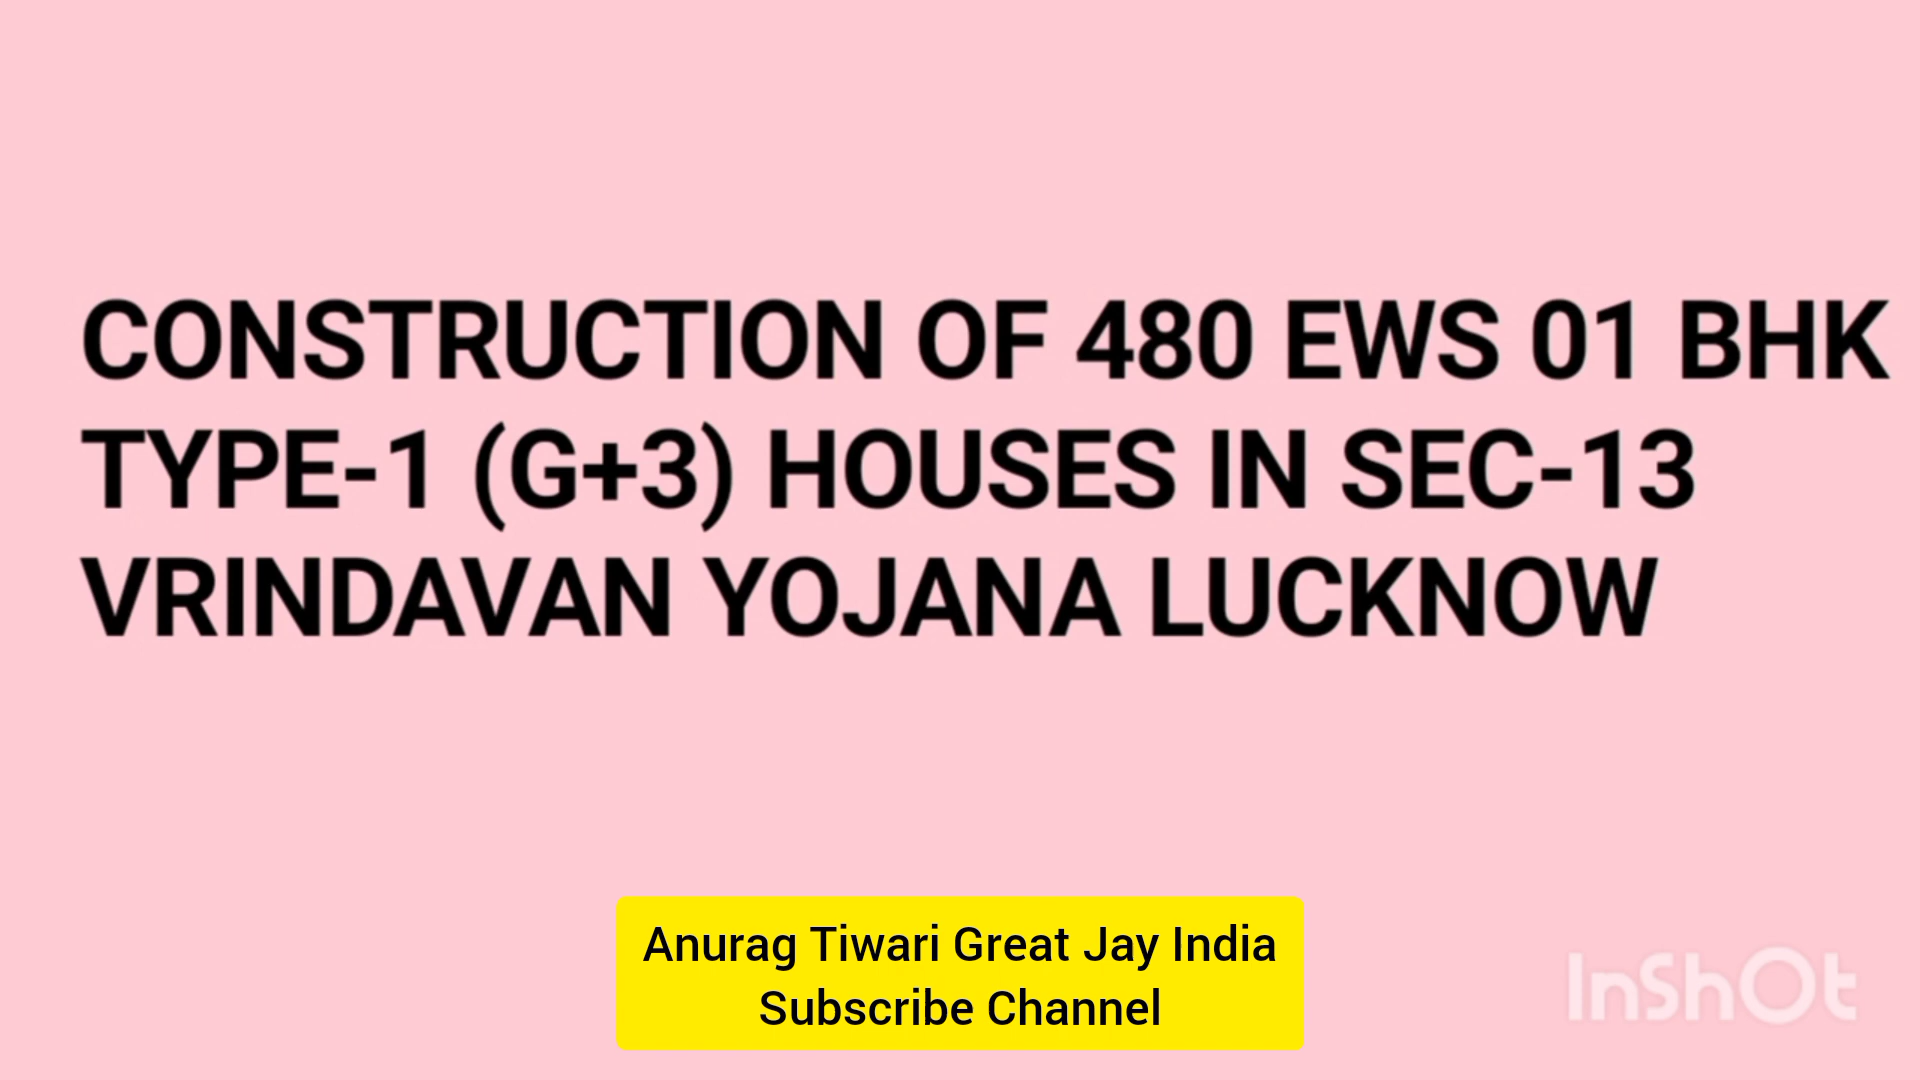 CONSTRUCTION OF 480 EWS 01 BHK
TYPE-1 (G+3) HOUSES IN SEC-13
VRINDAVAN YOJANA LUCKNOW
Anurag Tiwari Great Jay India
Subscribe Channel
InShOt